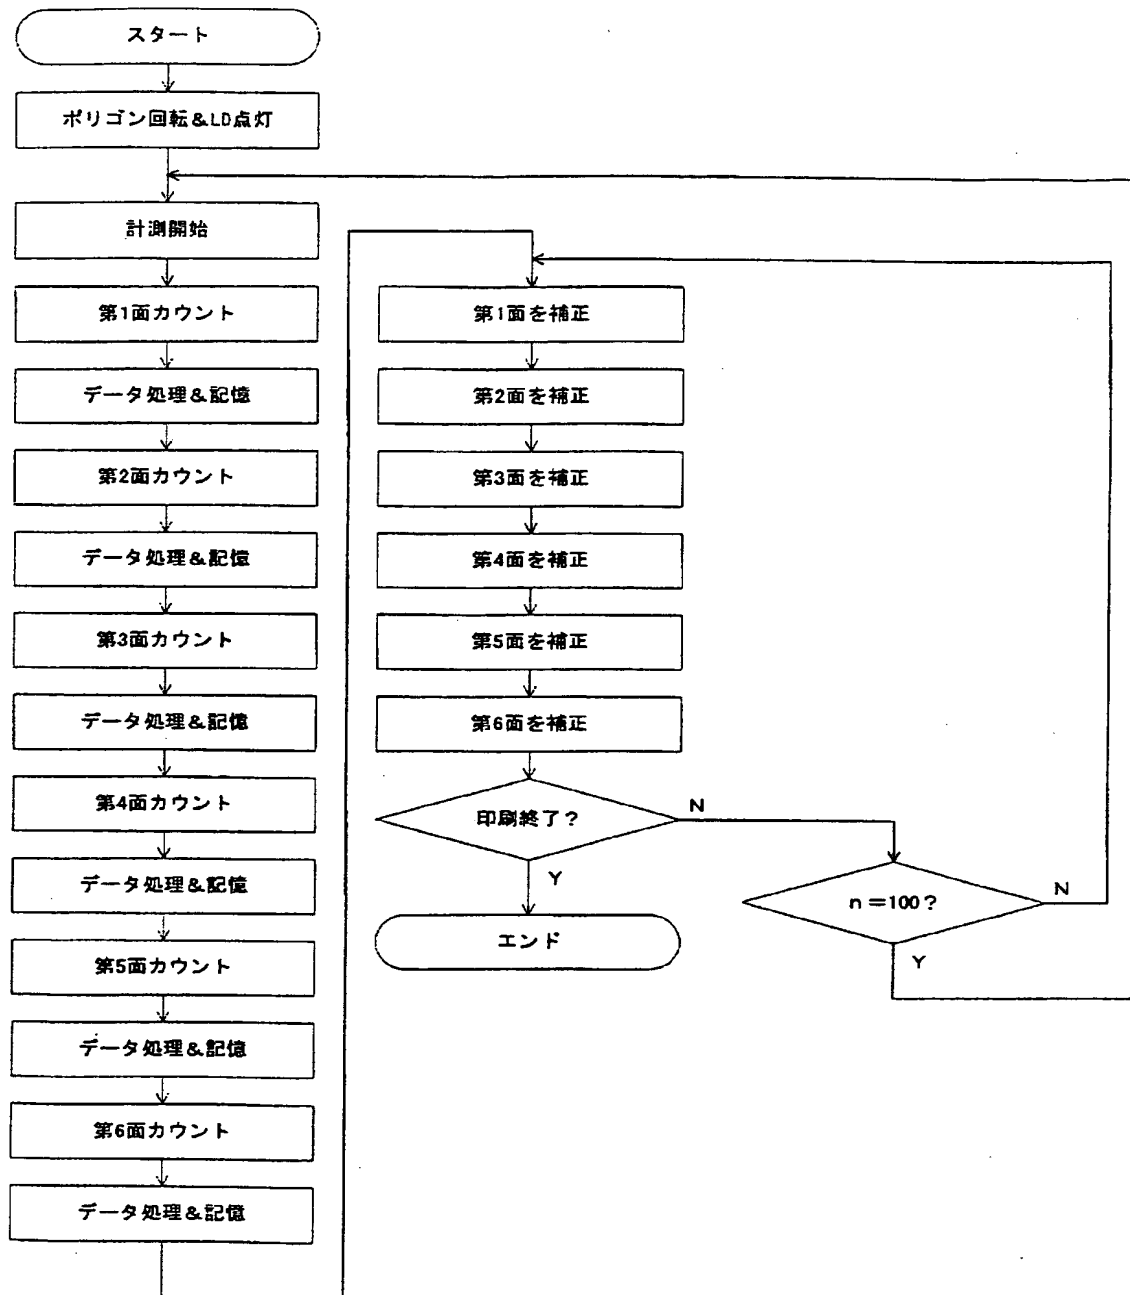 スタート
ポリゴン回転&LD点灯
計測開始
第1面カウント
データ処理&記憶
第2面カウント
データ処理&記憶
第3面カウント
データ処理&記憶
第4面カウント
データ処理&記憶
第5面カウント
データ処理&記憶
第6面カウント
データ処理&記憶
第1面を補正
第2面を補正
第3面を補正
第4面を補正
第5面を補正
第6面を補正
印刷終了?
N
Y
エンド
n=100?
N
Y